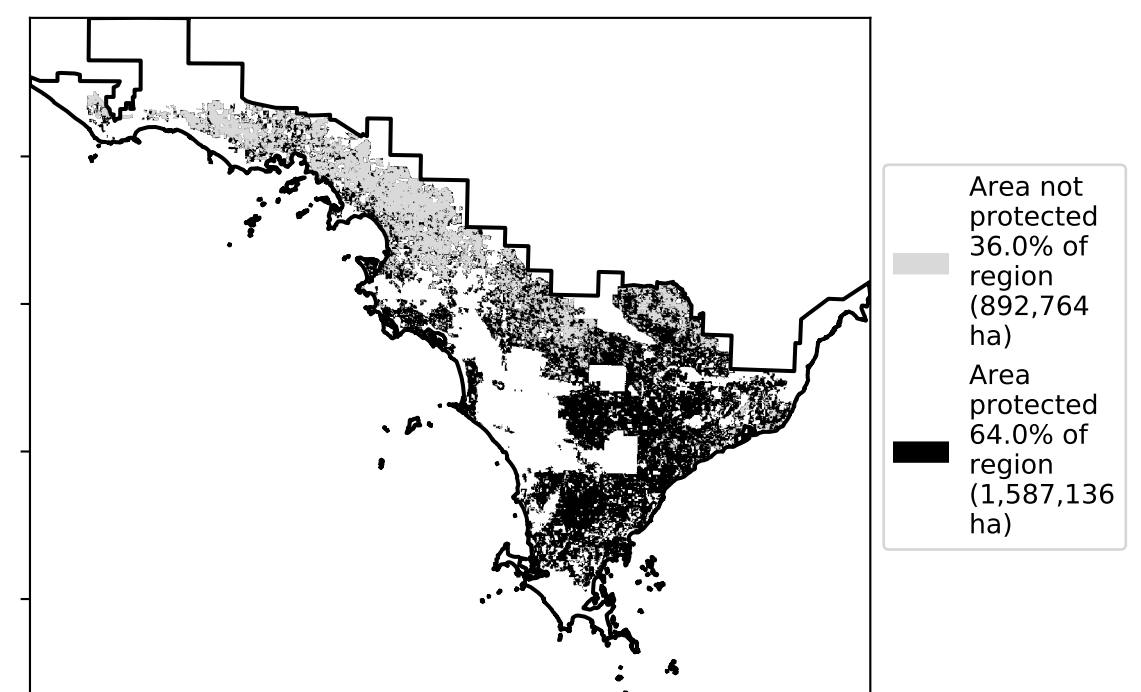 Area not
protected
36.0% of
region
(892,764
ha)
Area
protected
64.0% of
region
(1,587,136
ha)